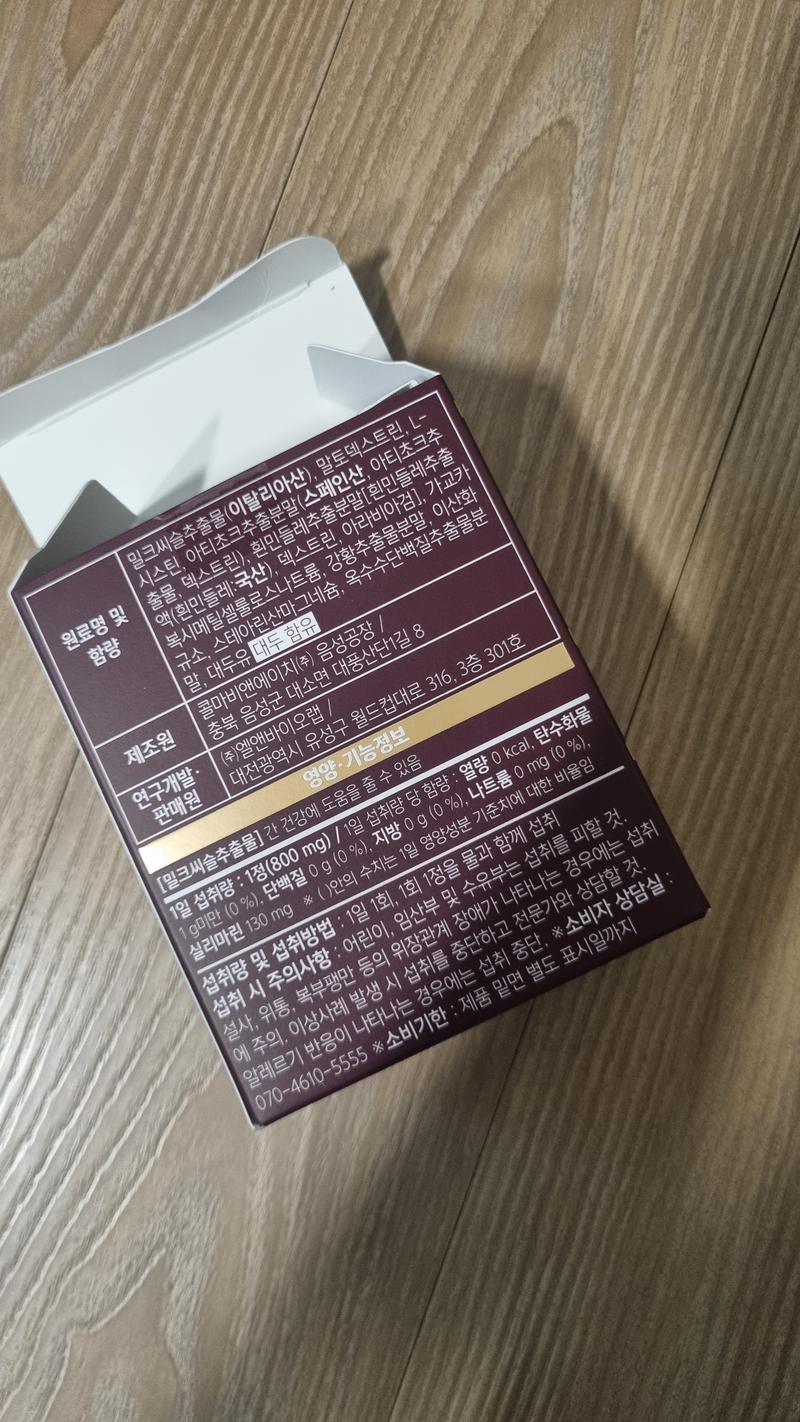 원료명 및
함량
밀크씨슬추출물(이탈리아산), 말토덱스트린, L-
시스틴, 아티초크추출분말(스페인산, 아티초크추
출물, 덱스트린), 흰민들레추출분말[흰민들레추출
액(흰민들레:국산), 덱스트린, 아라비아검], 가교카
복시메틸셀룰로스나트륨, 강황추출물분말, 이산화
규소, 스테아린산마그네슘, 옥수수단백질추출물분
말, 대두유 대두 함유
제조원
콜마비앤에이치(주) 음성공장 /
충북 음성군 대소면 대풍산단1길 8
연구개발·
판매원
(주)엘앤바이오랩 /
대전광역시 유성구 월드컵대로 316, 3층 301호
영양·기능정보
[밀크씨슬추출물] 간 건강에 도움을 줄 수 있음
1일 섭취량 : 1정(800 mg) / 1일 섭취량 당 함량 : 열량 0 kcal, 탄수화물
1 g미만 (0 %), 단백질 0 g (0 %), 지방 0 g (0 %), 나트륨 0 mg (0 %),
실리마린 130 mg ※ ( )안의 수치는 1일 영양성분 기준치에 대한 비율임
섭취량 및 섭취방법 : 1일 1회, 1회 1정을 물과 함께 섭취
섭취 시 주의사항 : 어린이, 임산부 및 수유부는 섭취를 피할 것.
설사, 위통, 복부팽만 등의 위장관계 장애가 나타나는 경우에는 섭취
에 주의, 이상사례 발생 시 섭취를 중단하고 전문가와 상담할 것,
알레르기 반응이 나타나는 경우에는 섭취 중단. ※소비자 상담실 :
070-4610-5555 ※소비기한 : 제품 밑면 별도 표시일까지